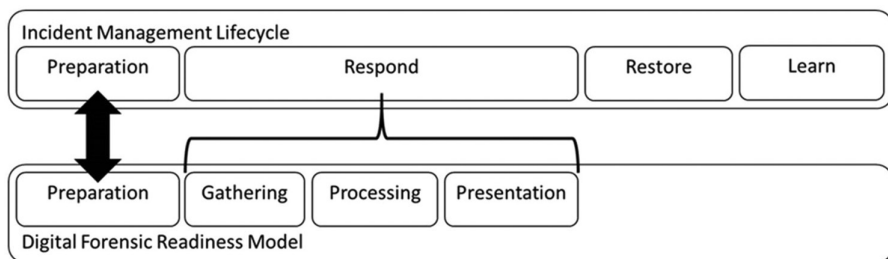 Incident Management Lifecycle
Preparation
Respond
Restore
Learn
Preparation
Gathering
Processing
Presentation
Digital Forensic Readiness Model